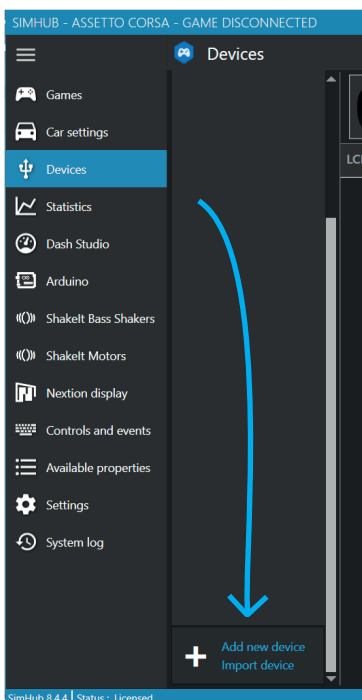 SIMHUB - ASSETTO CORSA - GAME DISCONNECTED
Devices
Games
Car settings
Devices
LC
Statistics
Dash Studio
Arduino
ShakeIt Bass Shakers
ShakeIt Motors
Nextion display
Controls and events
Available properties
Settings
System log
Add new device
Import device
SimHub 8.4.4 Status : Licensed